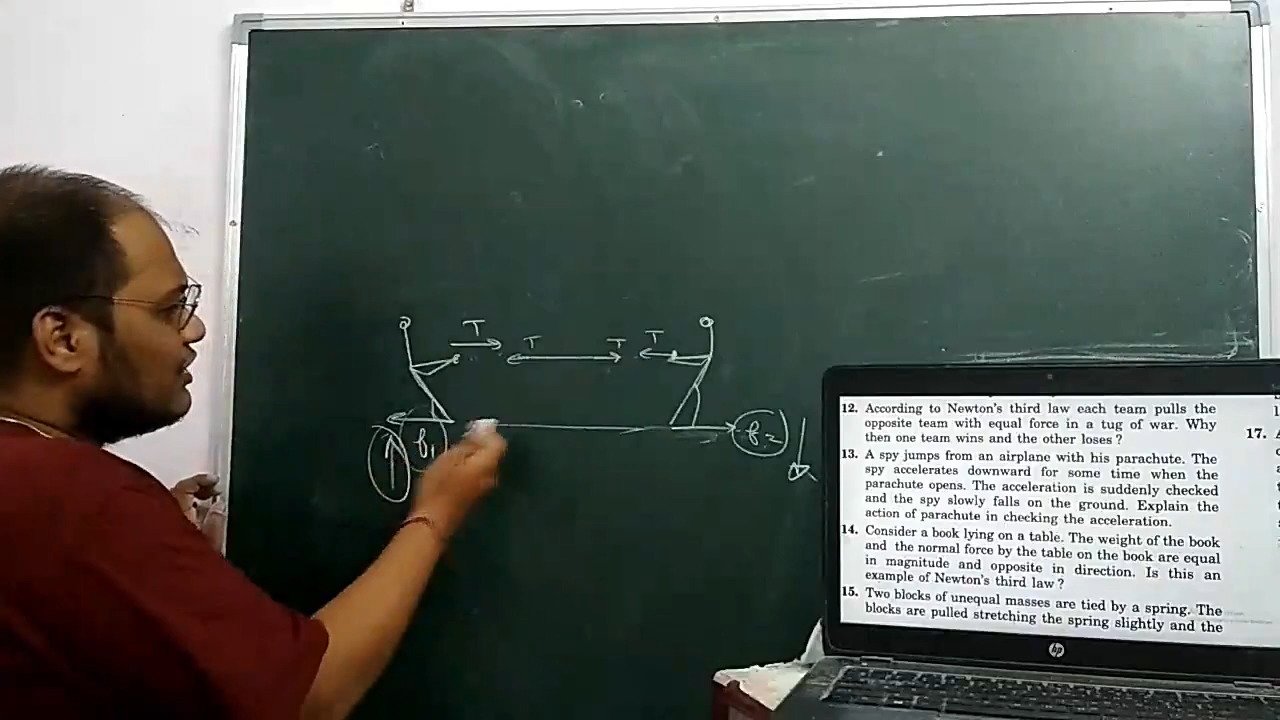 T
T
T
T
f₁
f₂
12. According to Newton's third law each team pulls the
opposite team with equal force in a tug of war. Why
then one team wins and the other loses ?
13. A spy jumps from an airplane with his parachute. The
spy accelerates downward for some time when the
parachute opens. The acceleration is suddenly checked
and the spy slowly falls on the ground. Explain the
action of parachute in checking the acceleration.
14. Consider a book lying on a table. The weight of the book
and the normal force by the table on the book are equal
in magnitude and opposite in direction. Is this an
example of Newton's third law ?
15. Two blocks of unequal masses are tied by a spring. The
blocks are pulled stretching the spring slightly and the
17.
hp